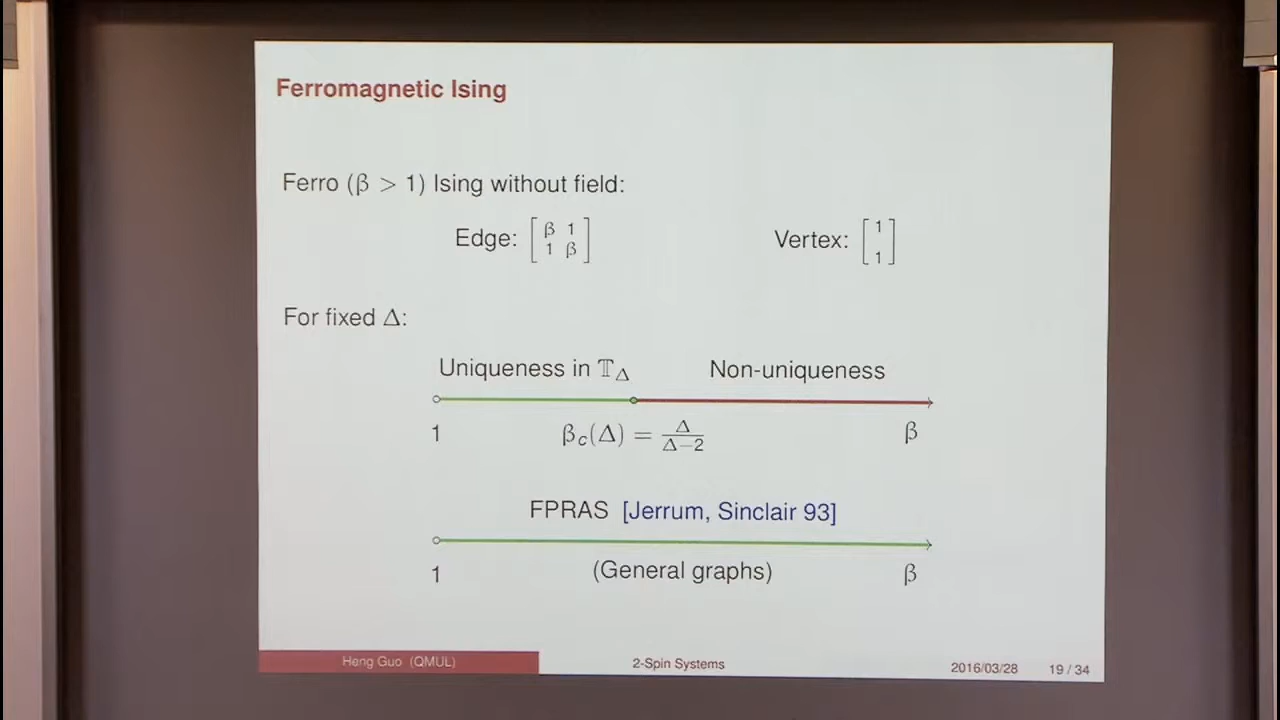 Ferromagnetic Ising
Ferro (β > 1) Ising without field:
Edge: [β 1; 1 β] Vertex: [1; 1]
For fixed Δ:
Uniqueness in 𝕋_Δ Non-uniqueness
1 β_c(Δ) = Δ/(Δ−2) β
FPRAS [Jerrum, Sinclair 93]
1 (General graphs) β
Heng Guo (QMUL) 2-Spin Systems 2016/03/28 19 / 34